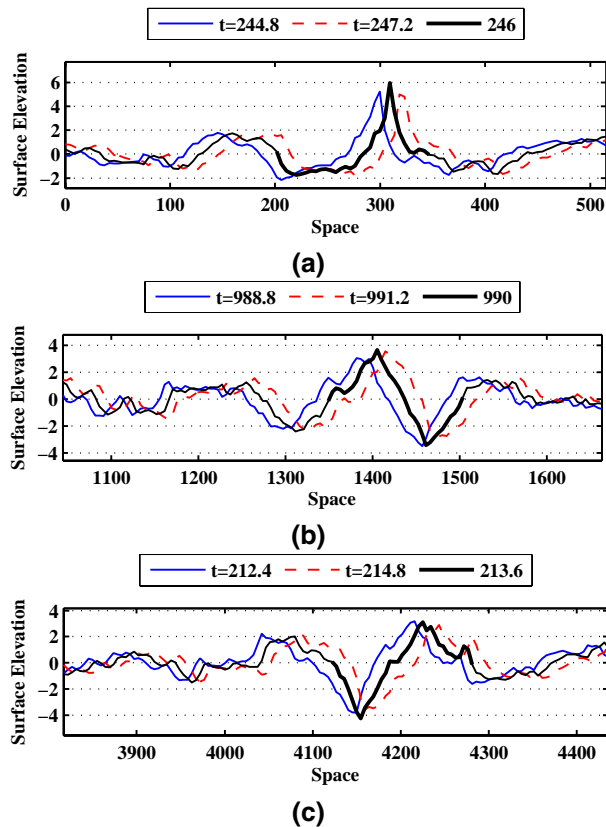 t=244.8 t=247.2 246
6
4
2
0
−2
Surface Elevation
0 100 200 300 400 500
Space
(a)
t=988.8 t=991.2 990
4
2
0
−2
−4
Surface Elevation
1100 1200 1300 1400 1500 1600
Space
(b)
t=212.4 t=214.8 213.6
4
2
0
−2
−4
Surface Elevation
3900 4000 4100 4200 4300 4400
Space
(c)